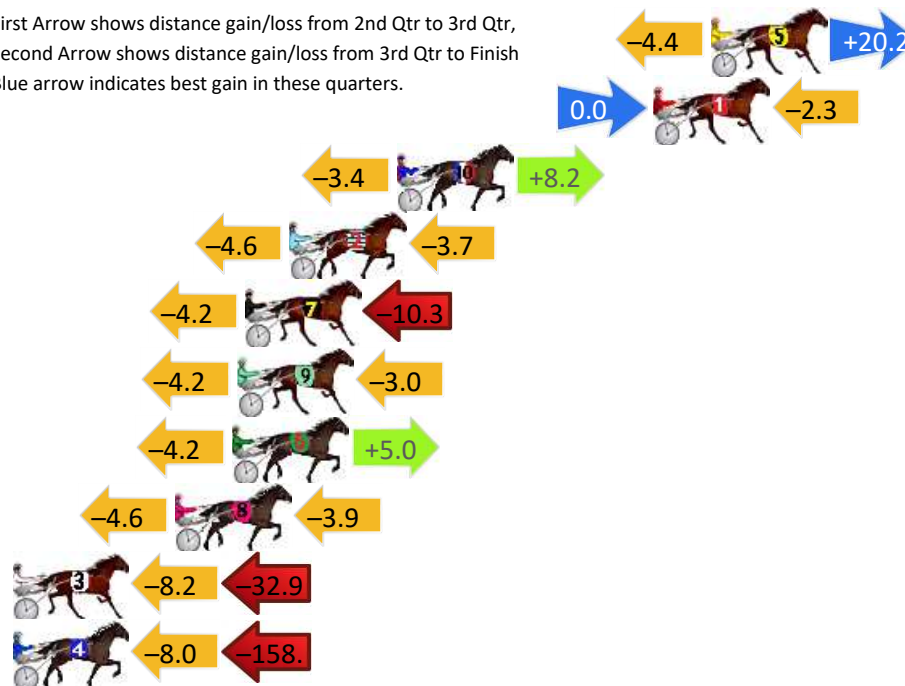 irst Arrow shows distance gain/loss from 2nd Qtr to 3rd Qtr,
econd Arrow shows distance gain/loss from 3rd Qtr to Finish
Blue arrow indicates best gain in these quarters.
−4.4 5 +20.2
0.0 1 −2.3
−3.4 10 +8.2
−4.6 2 −3.7
−4.2 7 −10.3
−4.2 9 −3.0
−4.2 6 +5.0
−4.6 8 −3.9
3 −8.2 −32.9
4 −8.0 −158.